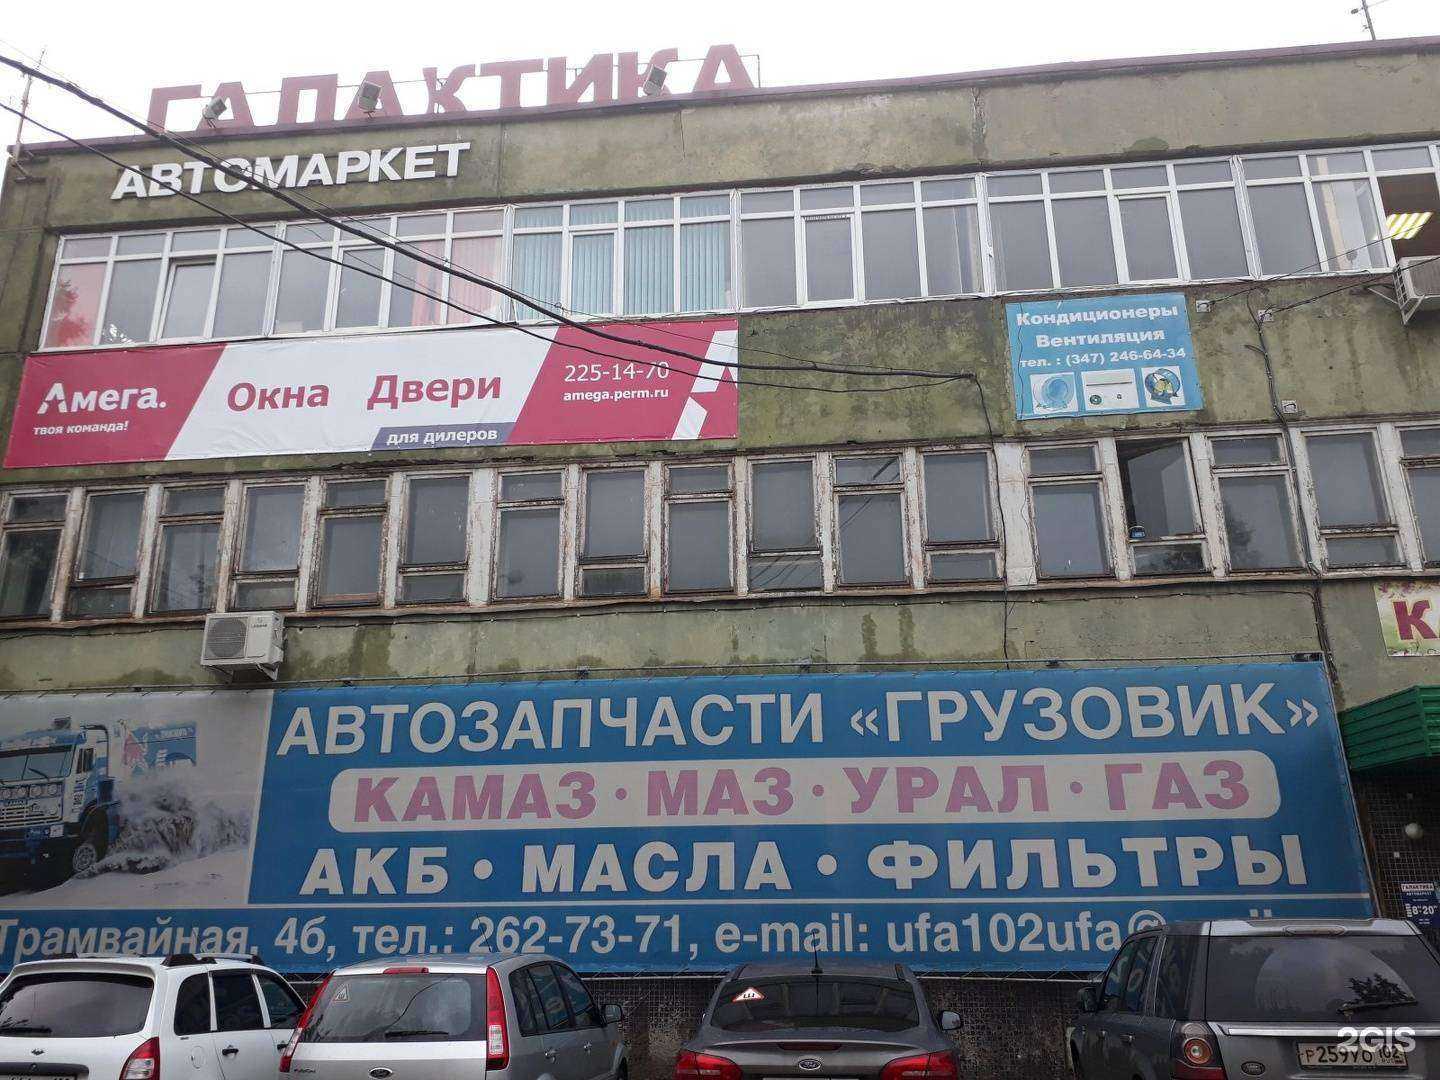 ГАЛАКТИКА
АВТОМАРКЕТ
Амега.
твоя команда!
Окна Двери
для дилеров
225-14-70
amega.perm.ru
Кондиционеры
Вентиляция
тел. : (347) 246-64-34
АВТОЗАПЧАСТИ «ГРУЗОВИК»
КАМАЗ · МАЗ · УРАЛ · ГАЗ
АКБ · МАСЛА · ФИЛЬТРЫ
Трамвайная, 4б, тел.: 262-73-71, e-mail: ufa102ufa@
ГАЛАКТИКА
АВТОМАРКЕТ
Ш
Р259УО 102
2GIS